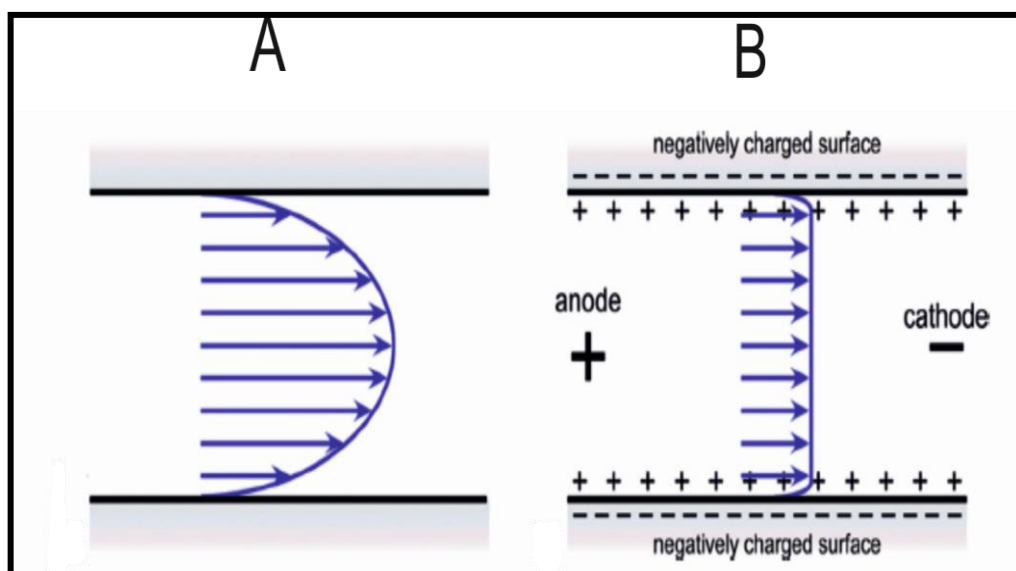 A
B
negatively charged surface
- - - - - - - - - - - -
+ + + + + + + + + + + +
anode
+
cathode
-
+ + + + + + + + + + + +
- - - - - - - - - - - -
negatively charged surface